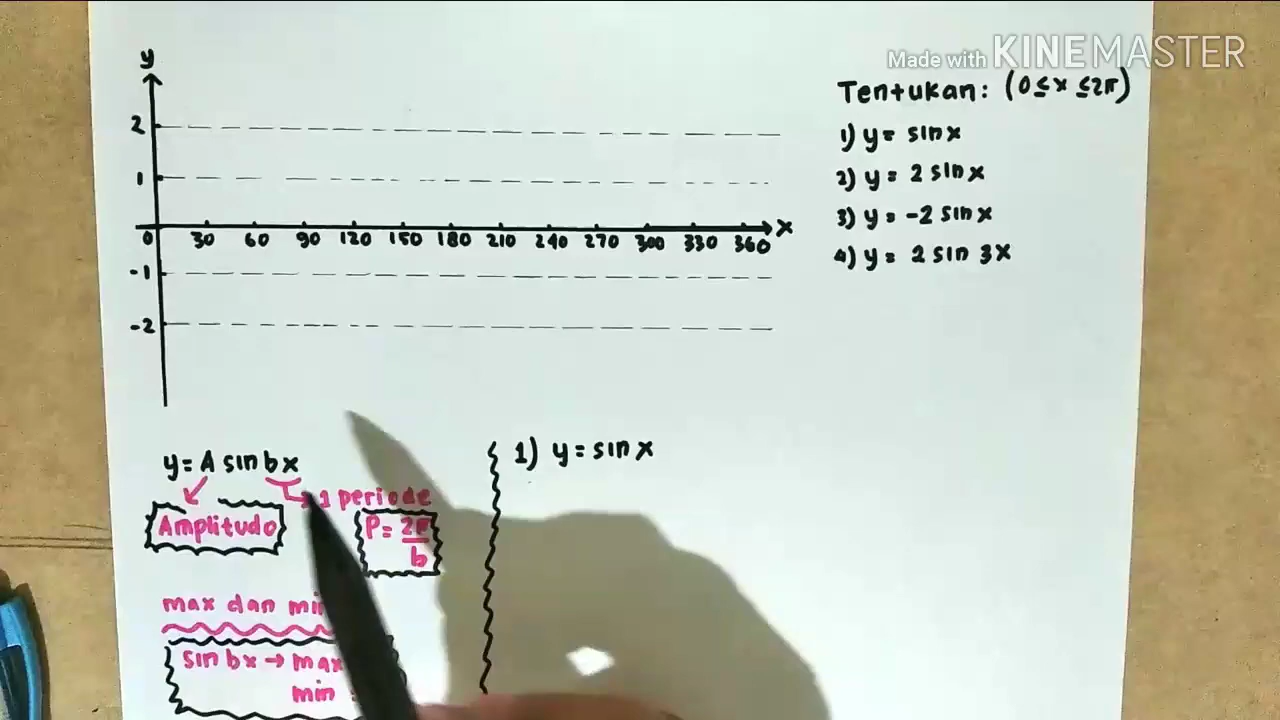 Made with KINEMASTER
y
2
1
0 30 60 90 120 150 180 210 240 270 300 330 360 x
-1
-2
Tentukan: (0≤x≤2π)
1) y= sin x
2) y= 2 sin x
3) y= -2 sin x
4) y= 2 sin 3x
y= A sin bx
1 periode
Amplitudo
P= 2π
b
max dan
sin bx → max
min
1) y= sin x